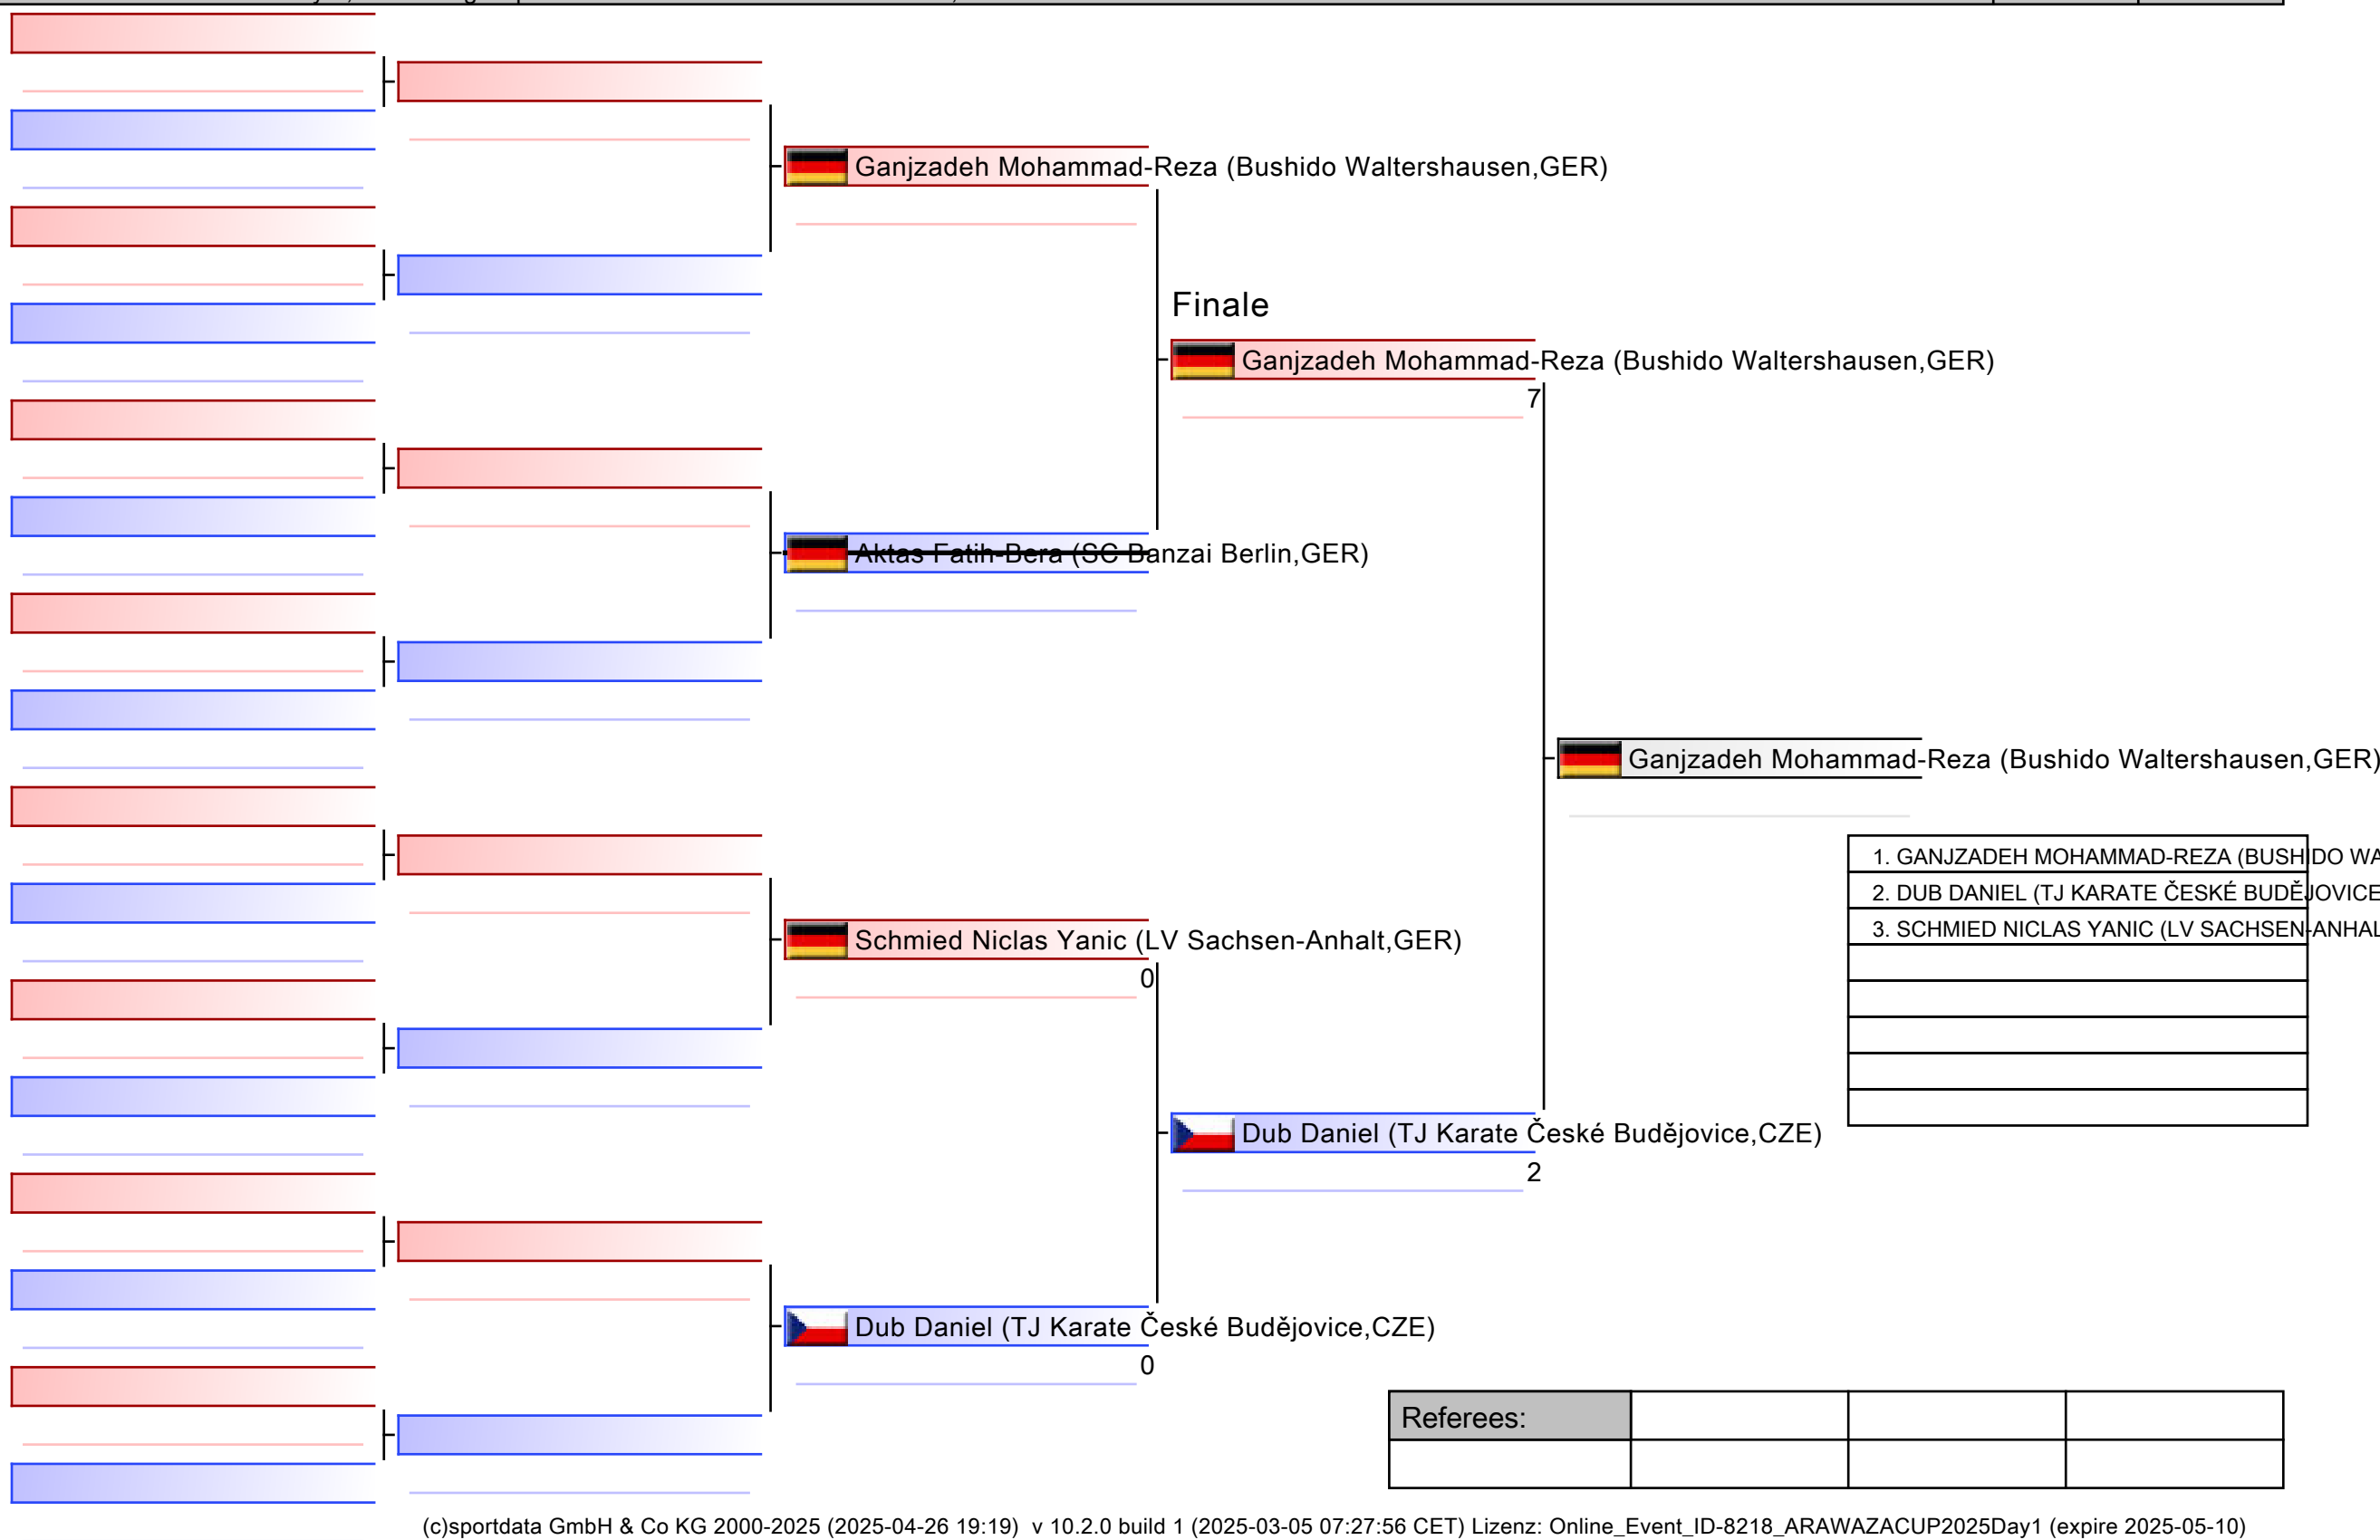 Ganjzadeh Mohammad-Reza (Bushido Waltershausen,GER)
Finale
Ganjzadeh Mohammad-Reza (Bushido Waltershausen,GER)
7
Aktas Fatih-Bera (SC Banzai Berlin,GER)
Ganjzadeh Mohammad-Reza (Bushido Waltershausen,GER)
1. GANJZADEH MOHAMMAD-REZA (BUSHIDO WA
2. DUB DANIEL (TJ KARATE ČESKÉ BUDĚJOVICE
3. SCHMIED NICLAS YANIC (LV SACHSEN-ANHAL
Schmied Niclas Yanic (LV Sachsen-Anhalt,GER)
0
Dub Daniel (TJ Karate České Budějovice,CZE)
2
Dub Daniel (TJ Karate České Budějovice,CZE)
0
Referees:
(c)sportdata GmbH & Co KG 2000-2025 (2025-04-26 19:19) v 10.2.0 build 1 (2025-03-05 07:27:56 CET) Lizenz: Online_Event_ID-8218_ARAWAZACUP2025Day1 (expire 2025-05-10)